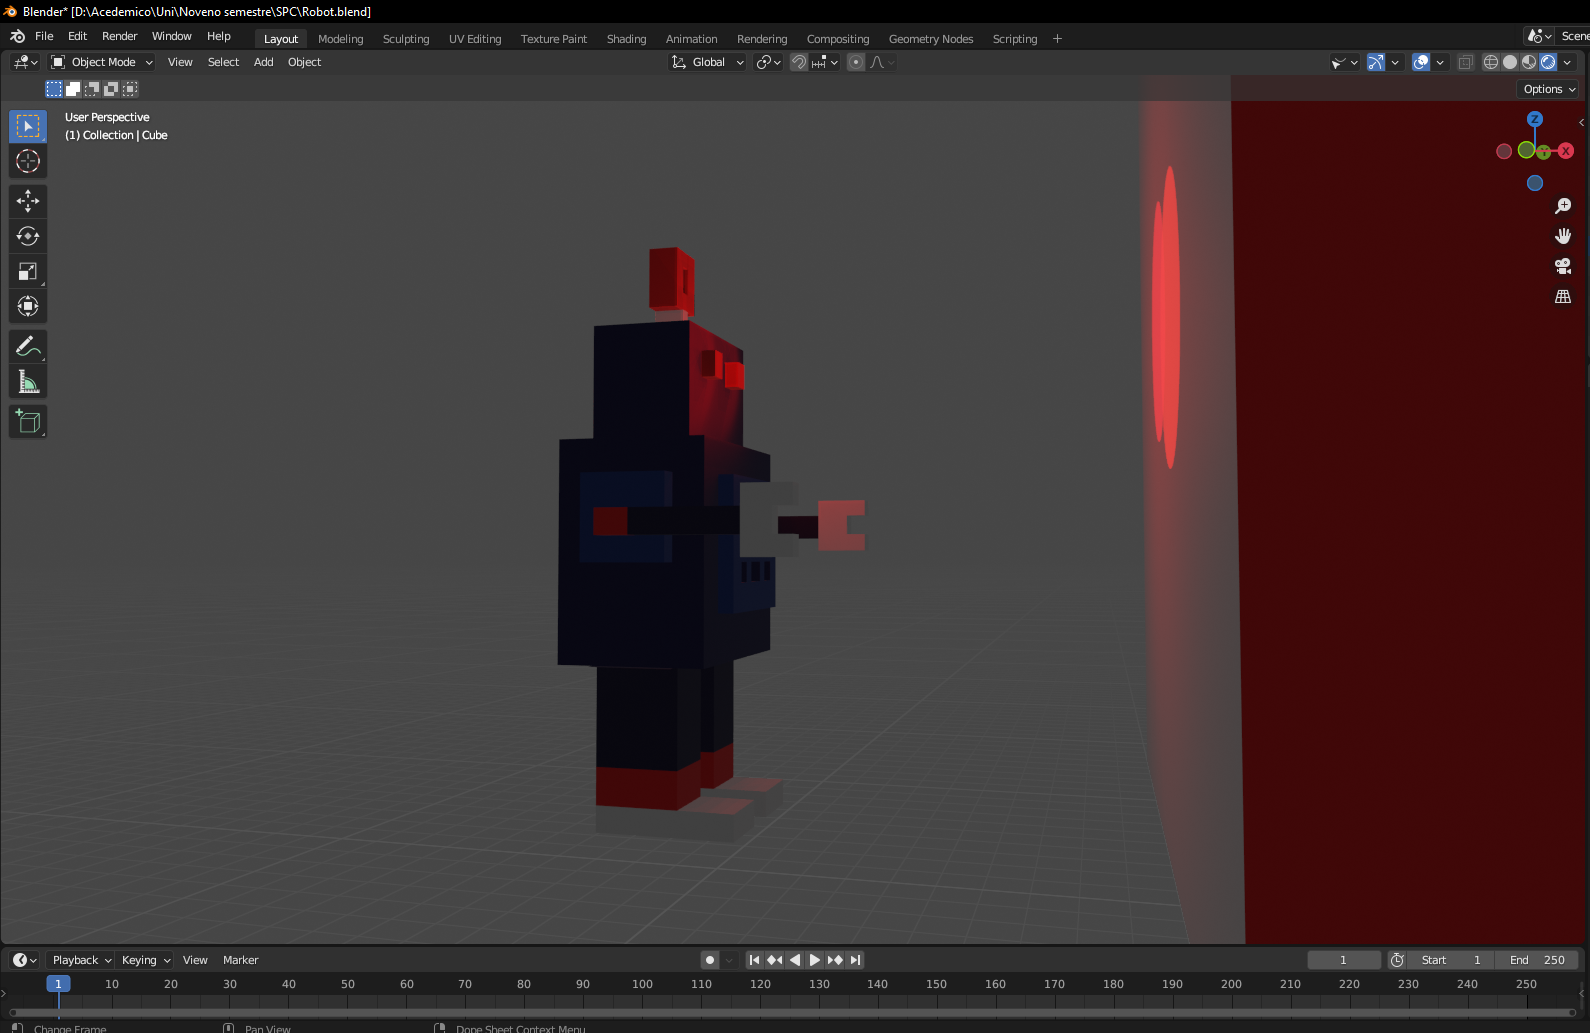 Blender* [D:\Acedemico\Uni\Noveno semestre\SPC\Robot.blend]
File Edit Render Window Help Layout Modeling Sculpting UV Editing Texture Paint Shading Animation Rendering Compositing Geometry Nodes Scripting + Scene
Object Mode View Select Add Object Global
Options
User Perspective
(1) Collection | Cube
Z
Y
X
Playback Keying View Marker 1 Start 1 End 250
1 10 20 30 40 50 60 70 80 90 100 110 120 130 140 150 160 170 180 190 200 210 220 230 240 250
Change Frame Pan View Dope Sheet Context Menu